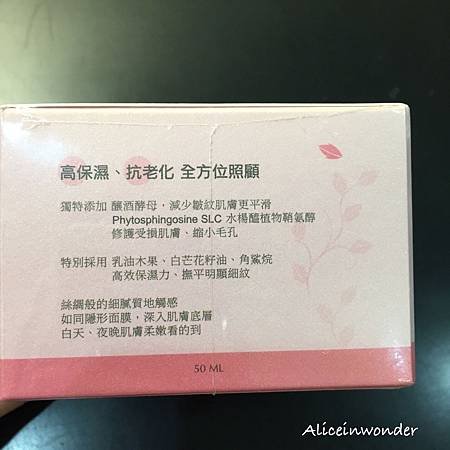 高保濕、抗老化 全方位照顧
獨特添加 釀酒酵母，減少皺紋肌膚更平滑
Phytosphingosine SLC 水楊醯植物鞘氨醇
修護受損肌膚、縮小毛孔
特別採用 乳油木果、白芒花籽油、角鯊烷
高效保濕力、撫平明顯細紋
絲綢般的細膩質地觸感
如同隱形面膜，深入肌膚底層
白天、夜晚肌膚柔嫩看的到
50 ML
Aliceinwonder